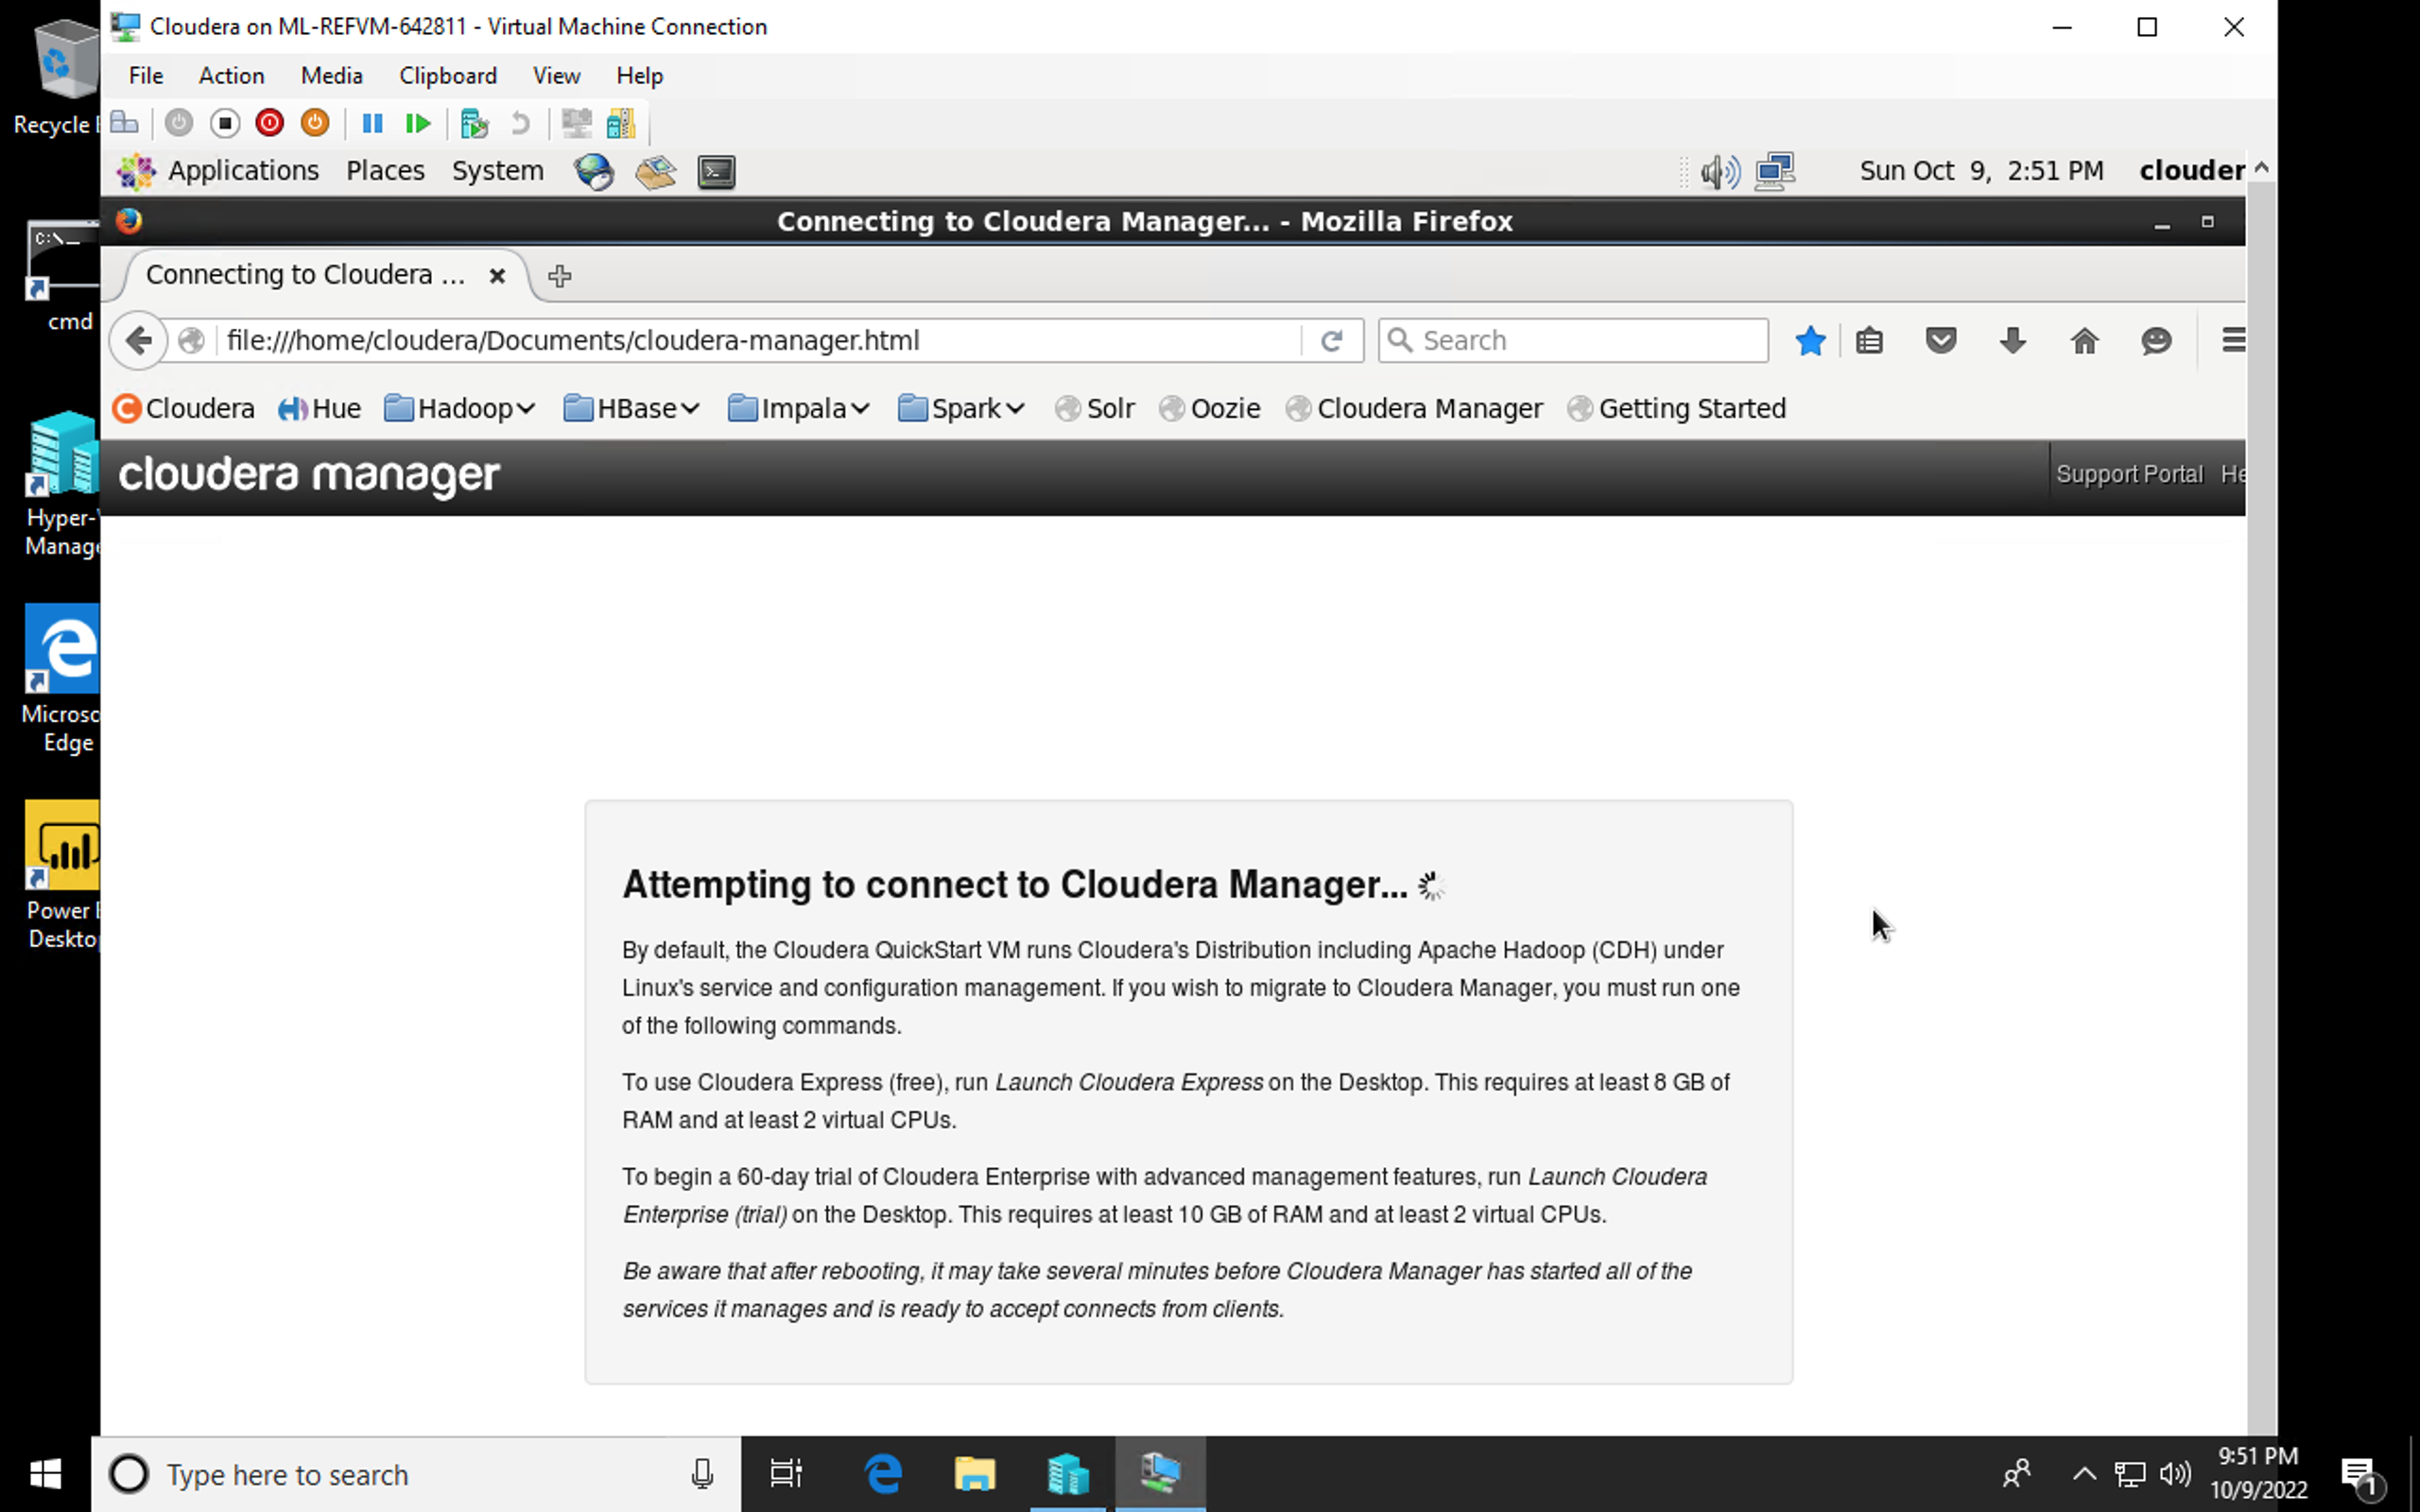 Cloudera on ML-REFVM-642811 - Virtual Machine Connection
File Action Media Clipboard View Help
Applications Places System Sun Oct 9, 2:51 PM clouder
Connecting to Cloudera Manager... - Mozilla Firefox
Connecting to Cloudera ...
file:///home/cloudera/Documents/cloudera-manager.html Search
Cloudera Hue Hadoop HBase Impala Spark Solr Oozie Cloudera Manager Getting Started
cloudera manager Support Portal He
Attempting to connect to Cloudera Manager...
By default, the Cloudera QuickStart VM runs Cloudera's Distribution including Apache Hadoop (CDH) under
Linux's service and configuration management. If you wish to migrate to Cloudera Manager, you must run one
of the following commands.
To use Cloudera Express (free), run Launch Cloudera Express on the Desktop. This requires at least 8 GB of
RAM and at least 2 virtual CPUs.
To begin a 60-day trial of Cloudera Enterprise with advanced management features, run Launch Cloudera
Enterprise (trial) on the Desktop. This requires at least 10 GB of RAM and at least 2 virtual CPUs.
Be aware that after rebooting, it may take several minutes before Cloudera Manager has started all of the
services it manages and is ready to accept connects from clients.
Recycle B
C:\_
cmd
Hyper-V
Manage
Microso
Edge
Power B
Deskto
Type here to search
9:51 PM
10/9/2022
1